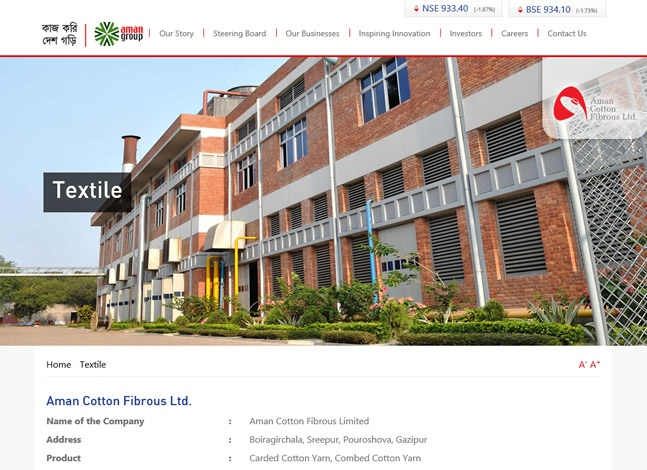 NSE 933.40 (-1.87%) BSE 934.10 (-1.73%)
কাজ করি
দেশ গড়ি
aman
group
Our Story Steering Board Our Businesses Inspiring Innovation Investors Careers Contact Us
Aman
Cotton
Fibrous Ltd.
Textile
Home Textile A- A+
Aman Cotton Fibrous Ltd.
Name of the Company : Aman Cotton Fibrous Limited
Address : Boiragirchala, Sreepur, Pouroshova, Gazipur
Product : Carded Cotton Yarn, Combed Cotton Yarn